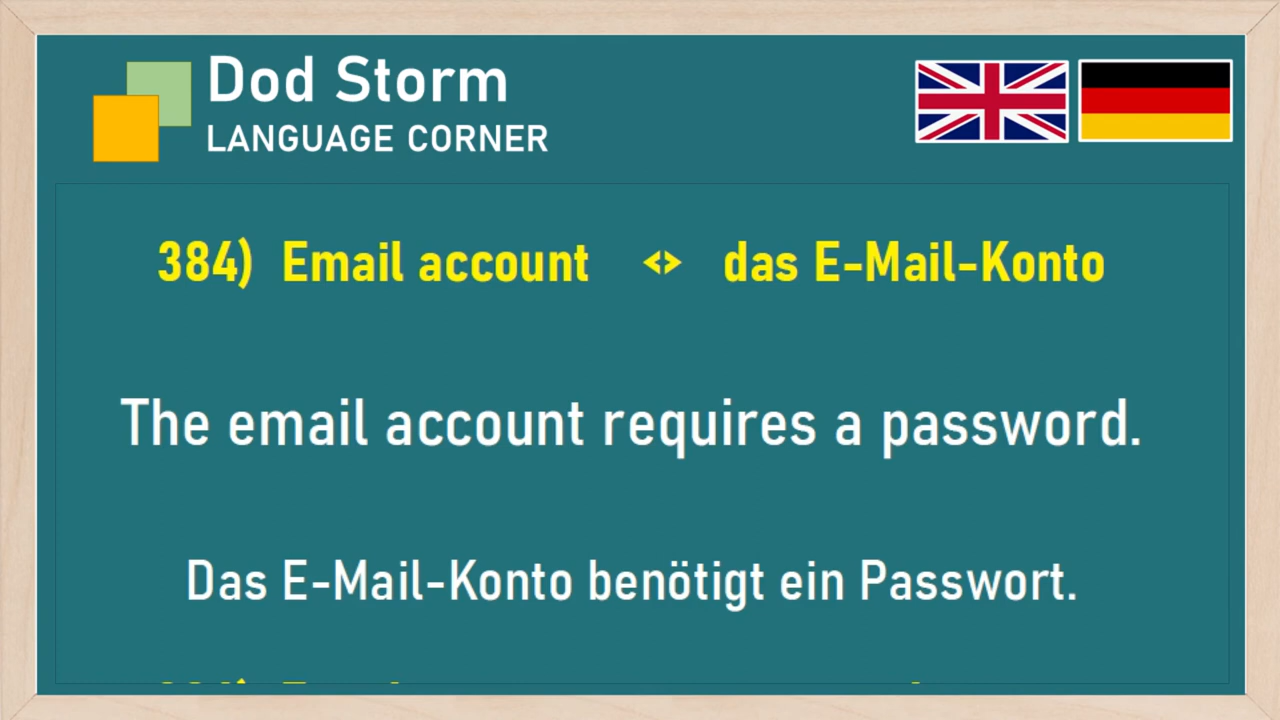 Dod Storm
LANGUAGE CORNER
384) Email account <> das E-Mail-Konto
The email account requires a password.
Das E-Mail-Konto benötigt ein Passwort.